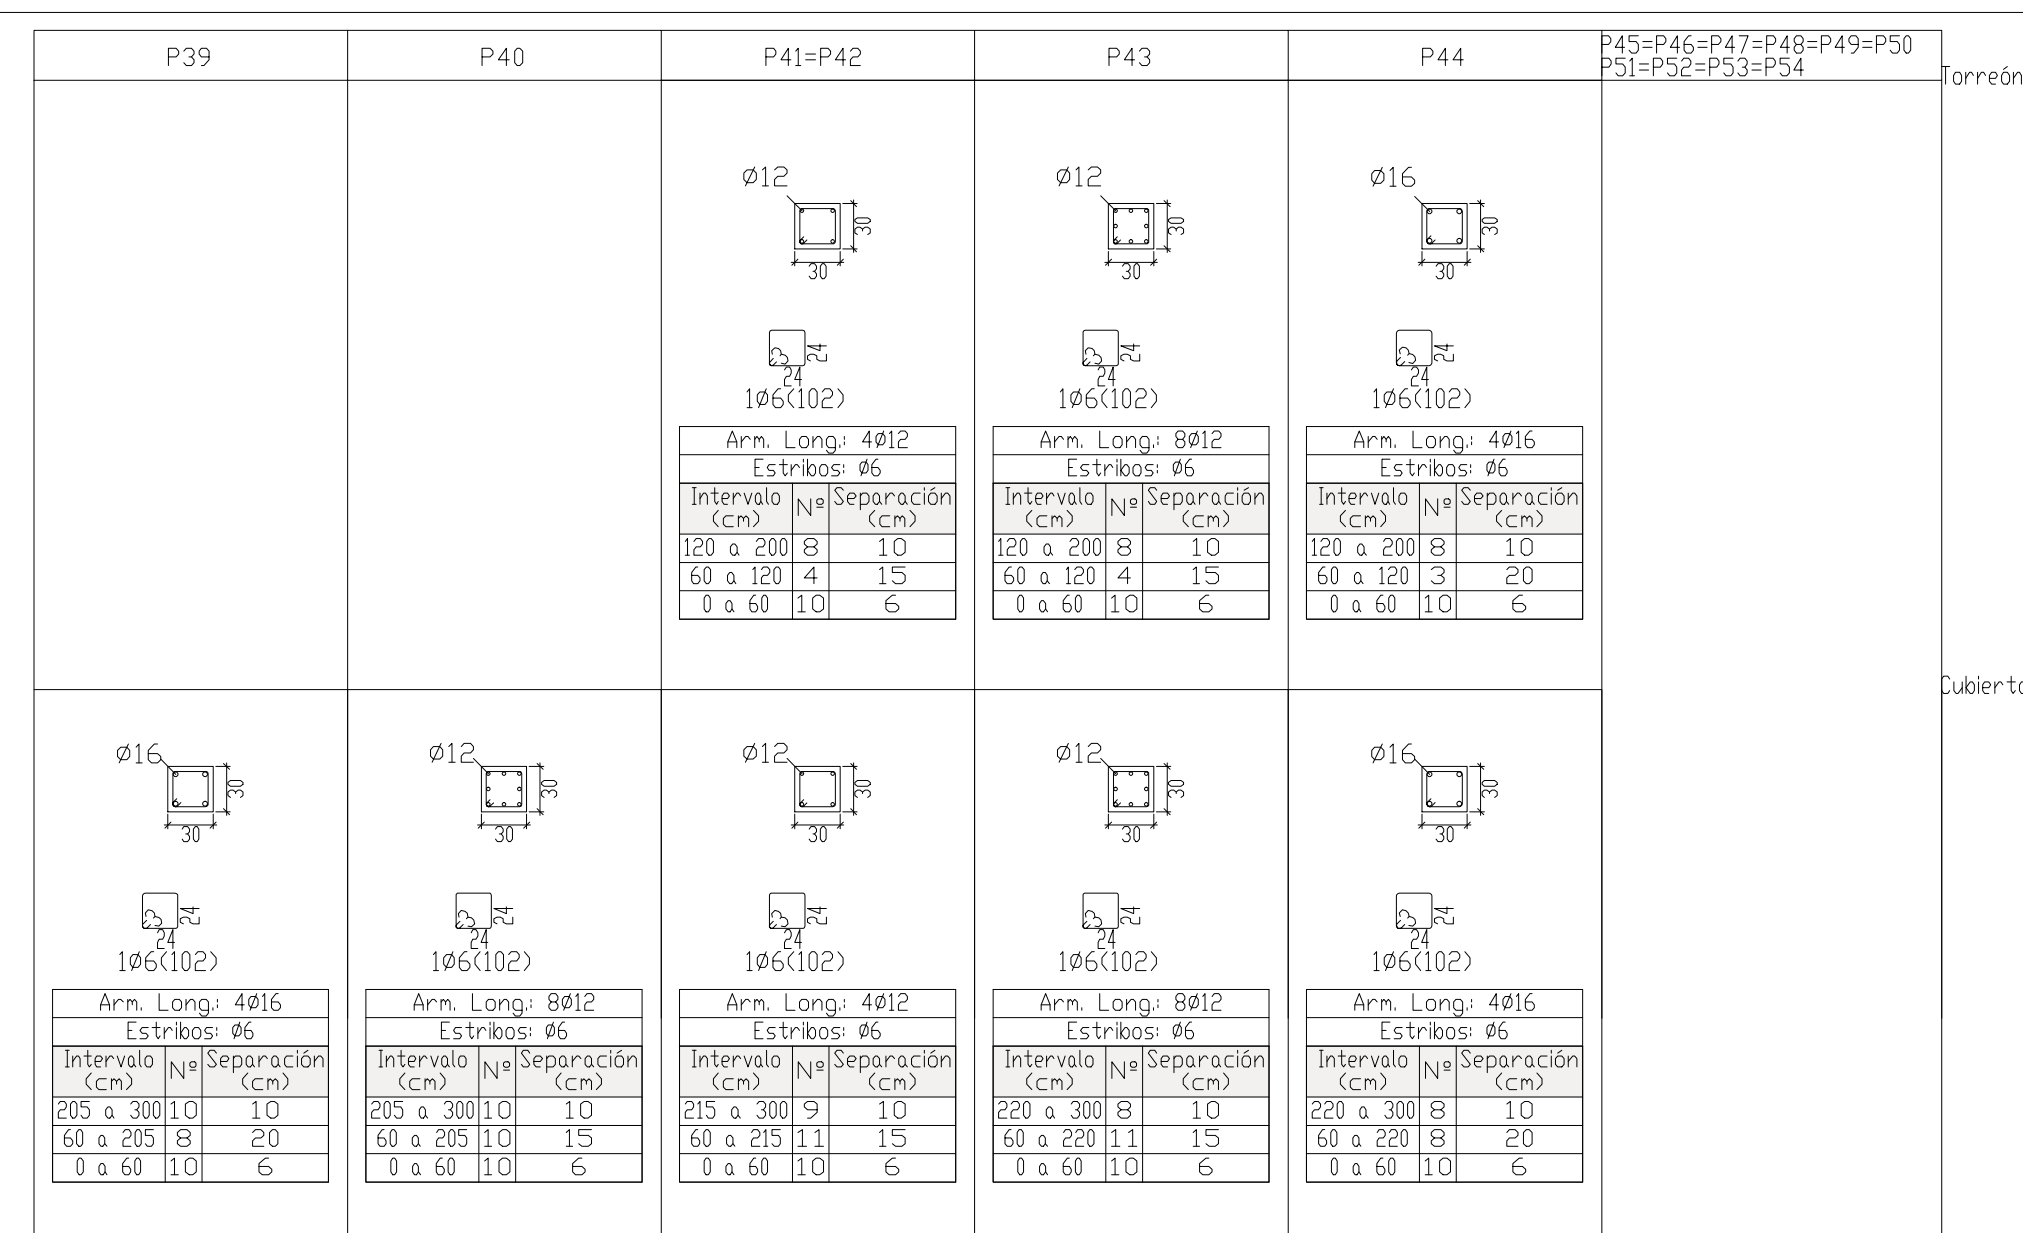 P39 P40 P41=P42 P43 P44 P45=P46=P47=P48=P49=P50
P51=P52=P53=P54
Torreón
Ø12 Ø12 Ø16
30 30 30
30 30 30
3 24 3 24 3 24
24 24 24
1Ø6(102) 1Ø6(102) 1Ø6(102)
Arm. Long.: 4Ø12 Arm. Long.: 8Ø12 Arm. Long.: 4Ø16
Estribos: Ø6 Estribos: Ø6 Estribos: Ø6
Intervalo Nº Separación Intervalo Nº Separación Intervalo Nº Separación
(cm) (cm) (cm) (cm) (cm) (cm)
120 a 200 8 10 120 a 200 8 10 120 a 200 8 10
60 a 120 4 15 60 a 120 4 15 60 a 120 3 20
0 a 60 10 6 0 a 60 10 6 0 a 60 10 6
Ø16 Ø12 Ø12 Ø12 Ø16
30 30 30 30 30
30 30 30 30 30
3 24 3 24 3 24 3 24 3 24
24 24 24 24 24
1Ø6(102) 1Ø6(102) 1Ø6(102) 1Ø6(102) 1Ø6(102)
Arm. Long.: 4Ø16 Arm. Long.: 8Ø12 Arm. Long.: 4Ø12 Arm. Long.: 8Ø12 Arm. Long.: 4Ø16
Estribos: Ø6 Estribos: Ø6 Estribos: Ø6 Estribos: Ø6 Estribos: Ø6
Intervalo Nº Separación Intervalo Nº Separación Intervalo Nº Separación Intervalo Nº Separación Intervalo Nº Separación
(cm) (cm) (cm) (cm) (cm) (cm) (cm) (cm) (cm) (cm)
205 a 300 10 10 205 a 300 10 10 215 a 300 9 10 220 a 300 8 10 220 a 300 8 10
60 a 205 8 20 60 a 205 10 15 60 a 215 11 15 60 a 220 11 15 60 a 220 8 20
0 a 60 10 6 0 a 60 10 6 0 a 60 10 6 0 a 60 10 6 0 a 60 10 6